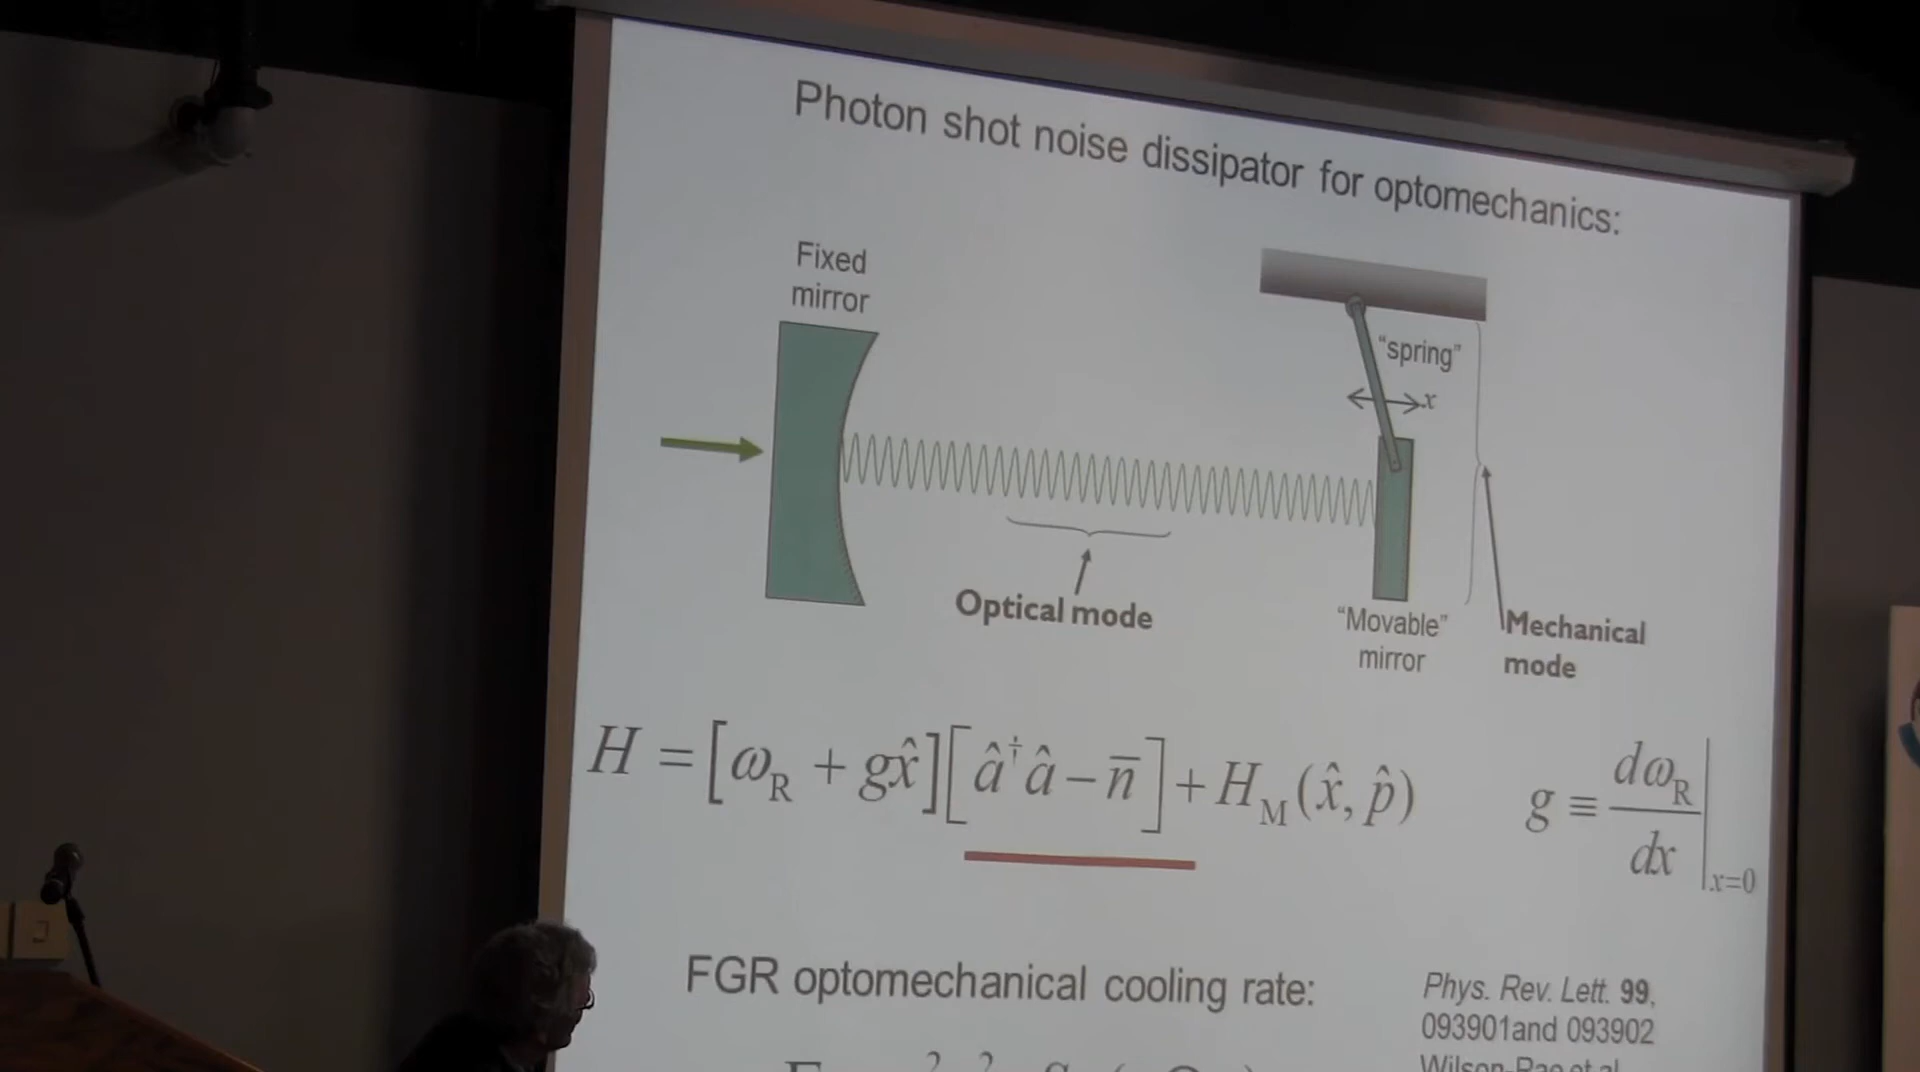 Photon shot noise dissipator for optomechanics:
Fixed
mirror
"spring"
x
Optical mode
"Movable"
mirror
Mechanical
mode
H = [ω_R + gx̂][â†â − n̄] + H_M(x̂, p̂)
g ≡ dω_R/dx |x=0
FGR optomechanical cooling rate:
Phys. Rev. Lett. 99,
093901and 093902